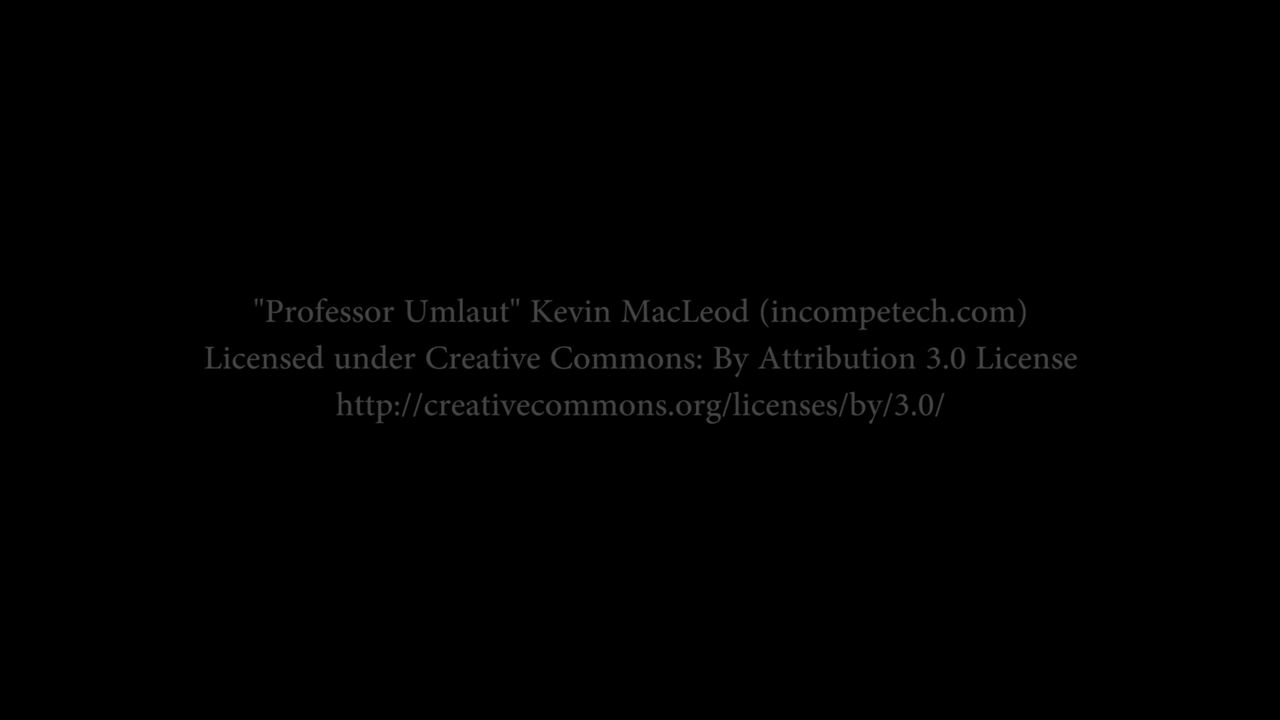 "Professor Umlaut" Kevin MacLeod (incompetech.com)
Licensed under Creative Commons: By Attribution 3.0 License
http://creativecommons.org/licenses/by/3.0/